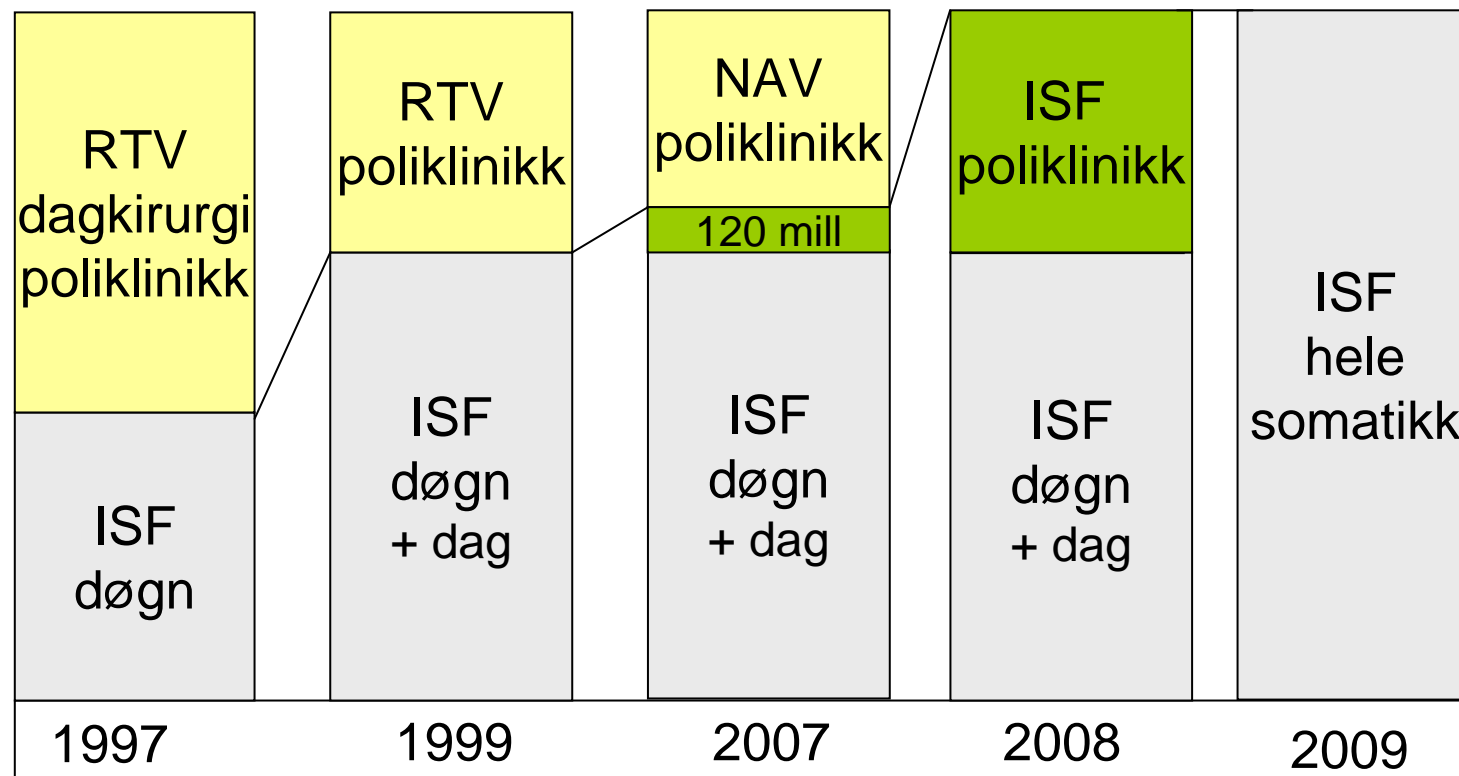 RTV
dagkirurgi
poliklinikk
ISF
døgn
RTV
poliklinikk
ISF
døgn
+ dag
NAV
poliklinikk
120 mill
ISF
døgn
+ dag
ISF
poliklinikk
ISF
døgn
+ dag
ISF
hele
somatikk
1997
1999
2007
2008
2009